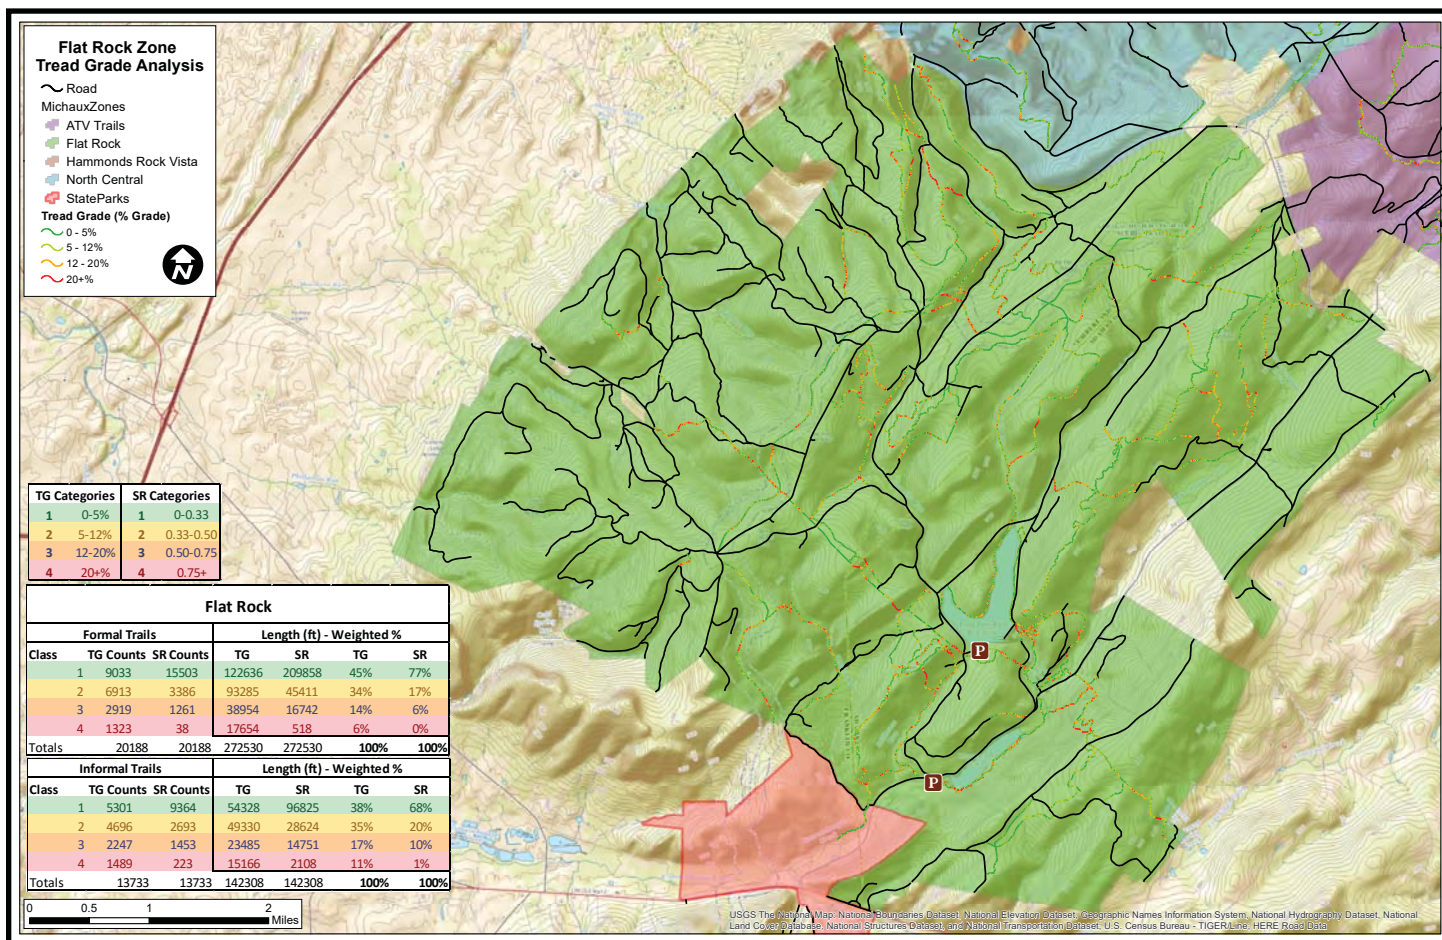 Flat Rock Zone
Tread Grade Analysis
Road
MichauxZones
ATV Trails
Flat Rock
Hammonds Rock Vista
North Central
StateParks
Tread Grade (% Grade)
0 - 5%
5 - 12%
12 - 20%
20+%
N
TG Categories SR Categories
1 0-5% 1 0-0.33
2 5-12% 2 0.33-0.50
3 12-20% 3 0.50-0.75
4 20+% 4 0.75+
Flat Rock
Formal Trails Length (ft) - Weighted %
Class TG Counts SR Counts TG SR TG SR
1 9033 15503 122636 209858 45% 77%
2 6913 3386 93285 45411 34% 17%
3 2919 1261 38954 16742 14% 6%
4 1323 38 17654 518 6% 0%
Totals 20188 20188 272530 272530 100% 100%
Informal Trails Length (ft) - Weighted %
Class TG Counts SR Counts TG SR TG SR
1 5301 9364 54328 96825 38% 68%
2 4696 2693 49330 28624 35% 20%
3 2247 1453 23485 14751 17% 10%
4 1489 223 15166 2108 11% 1%
Totals 13733 13733 142308 142308 100% 100%
P
P
0 0.5 1 2
Miles
USGS The National Map: National Boundaries Dataset, National Elevation Dataset, Geographic Names Information System, National Hydrography Dataset, National
Land Cover Database, National Structures Dataset, and National Transportation Dataset, U.S. Census Bureau - TIGER/Line, HERE Road Data